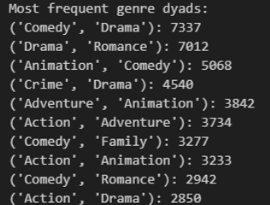 Most frequent genre dyads:
('Comedy', 'Drama'): 7337
('Drama', 'Romance'): 7012
('Animation', 'Comedy'): 5068
('Crime', 'Drama'): 4540
('Adventure', 'Animation'): 3842
('Action', 'Adventure'): 3734
('Comedy', 'Family'): 3277
('Action', 'Animation'): 3233
('Comedy', 'Romance'): 2942
('Action', 'Drama'): 2850